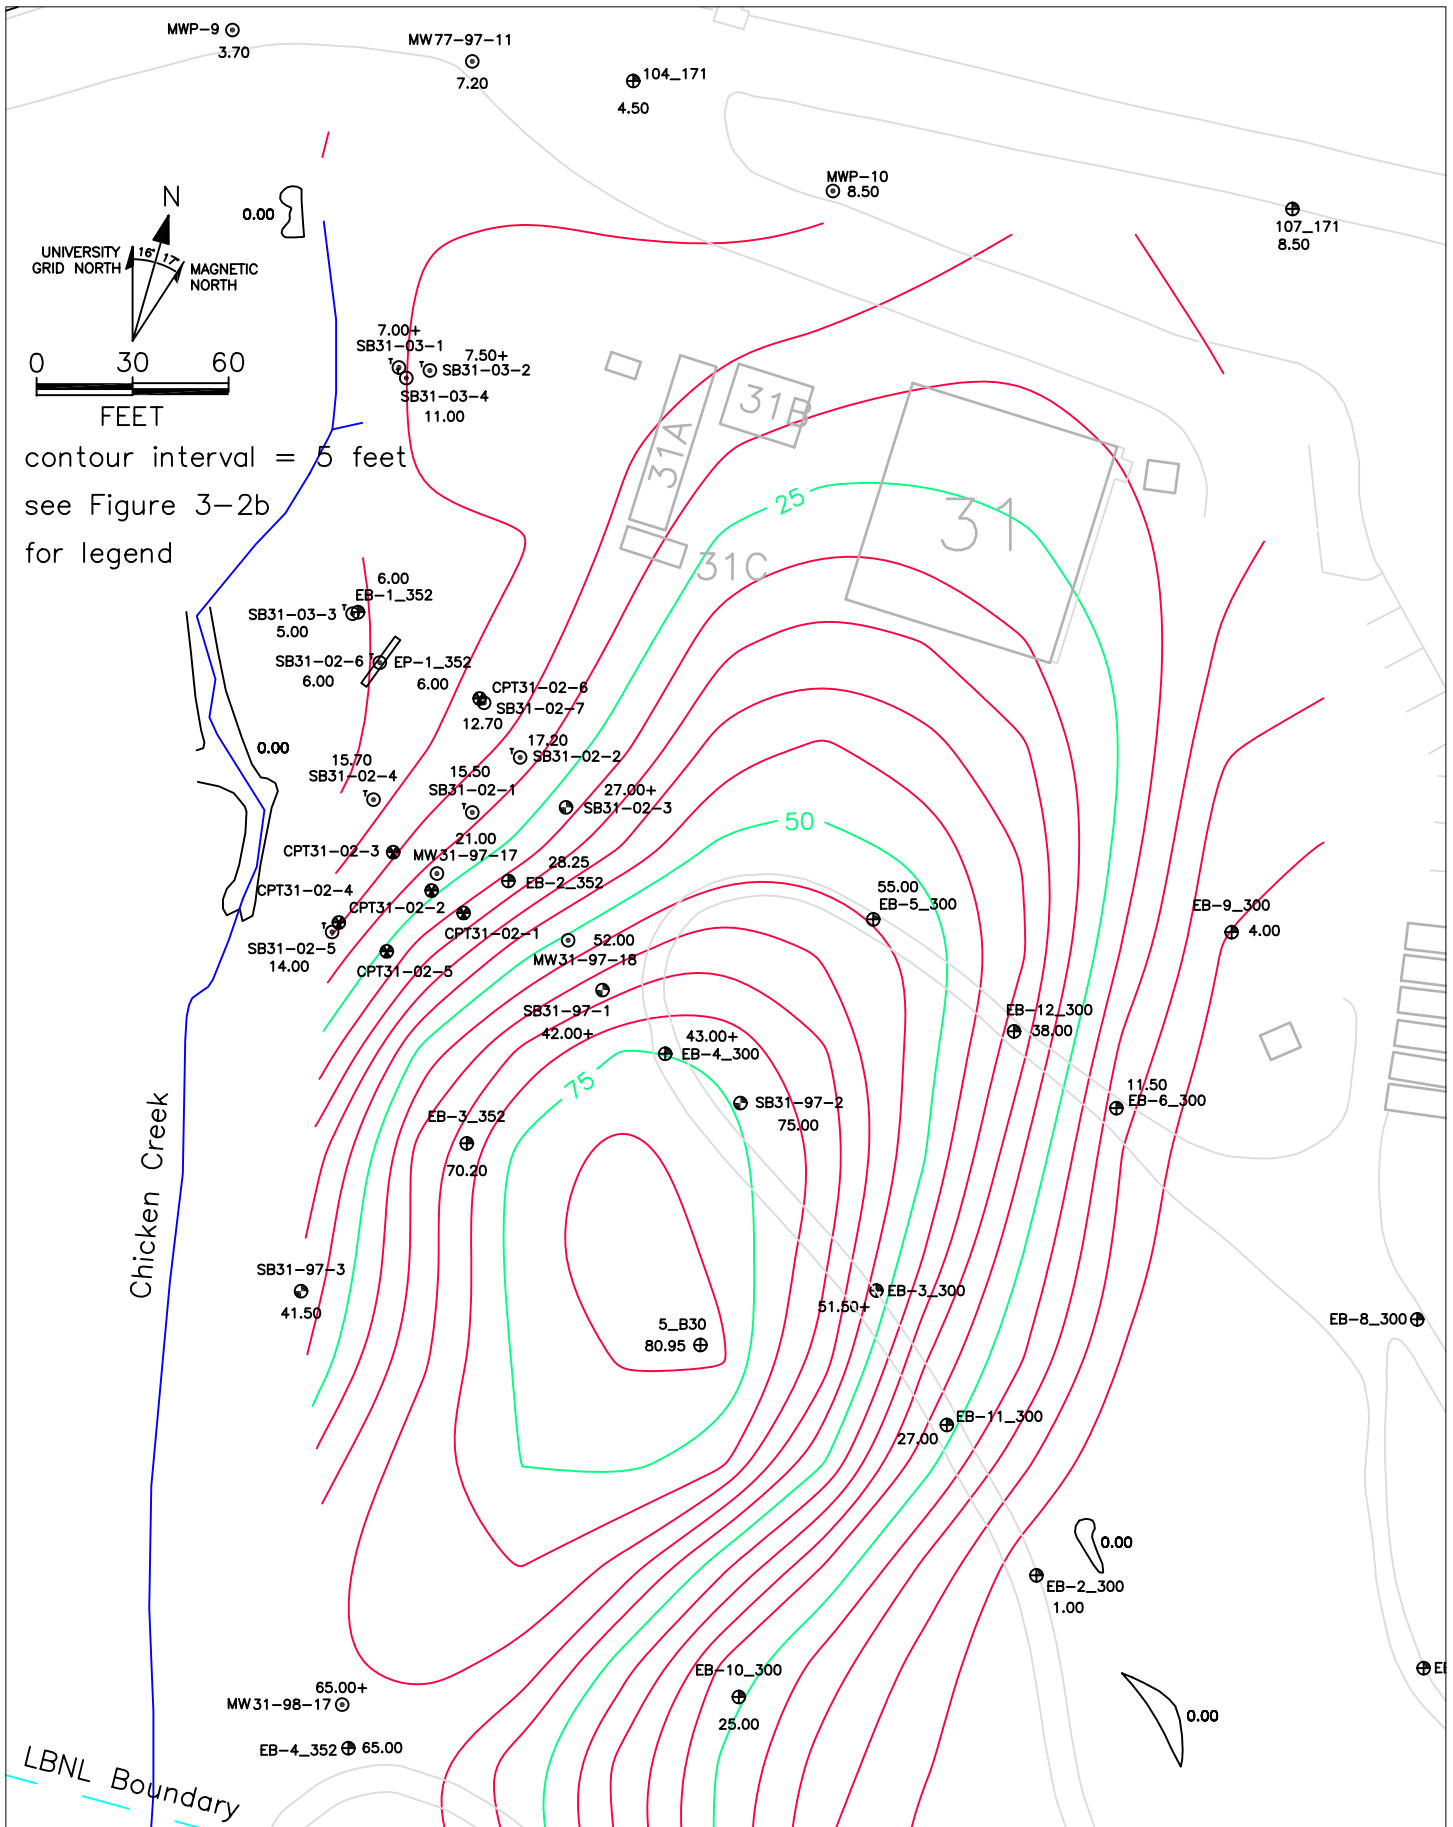 MWP-9
3.70
MW77-97-11
7.20
104_171
4.50
MWP-10
8.50
107_171
8.50
N
0.00
UNIVERSITY
GRID NORTH
16°
17°
MAGNETIC
NORTH
0 30 60
FEET
contour interval = 5 feet
see Figure 3-2b
for legend
7.00+
SB31-03-1
7.50+
SB31-03-2
SB31-03-4
11.00
31A
31B
31C
31
25
6.00
EB-1_352
SB31-03-3
5.00
SB31-02-6
6.00
EP-1_352
6.00
CPT31-02-6
SB31-02-7
12.70
0.00
17.20
SB31-02-2
15.70
SB31-02-4
15.50
SB31-02-1
27.00+
SB31-02-3
50
21.00
MW31-97-17
CPT31-02-3
28.25
EB-2_352
CPT31-02-4
CPT31-02-2
CPT31-02-1
SB31-02-5
14.00
CPT31-02-5
52.00
MW31-97-18
55.00
EB-5_300
EB-9_300
4.00
SB31-97-1
42.00+
43.00+
EB-4_300
EB-12_300
38.00
75
11.50
EB-6_300
SB31-97-2
75.00
EB-3_352
70.20
Chicken Creek
SB31-97-3
41.50
EB-3_300
51.50+
5_B30
80.95
EB-8_300
EB-11_300
27.00
0.00
EB-2_300
1.00
EB-10_300
25.00
EB
65.00+
MW31-98-17
0.00
EB-4_352
65.00
LBNL Boundary